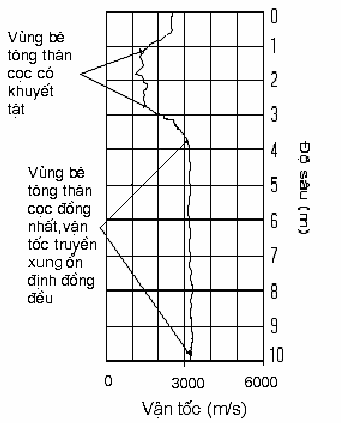 Vùng bê
tông thân
cọc có
khuyết
tật
Vùng bê
tông thân
cọc đồng
nhất,vận
tốc truyền
xung ổn
định đồng
đều
0
1
2
3
4
5
6
7
8
9
10
Độ sâu (m)
0 3000 6000
Vận tốc (m/s)